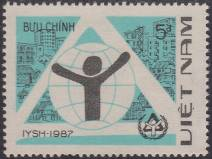 BƯU CHÍNH
5đ
VIỆT NAM
IYSH-1987